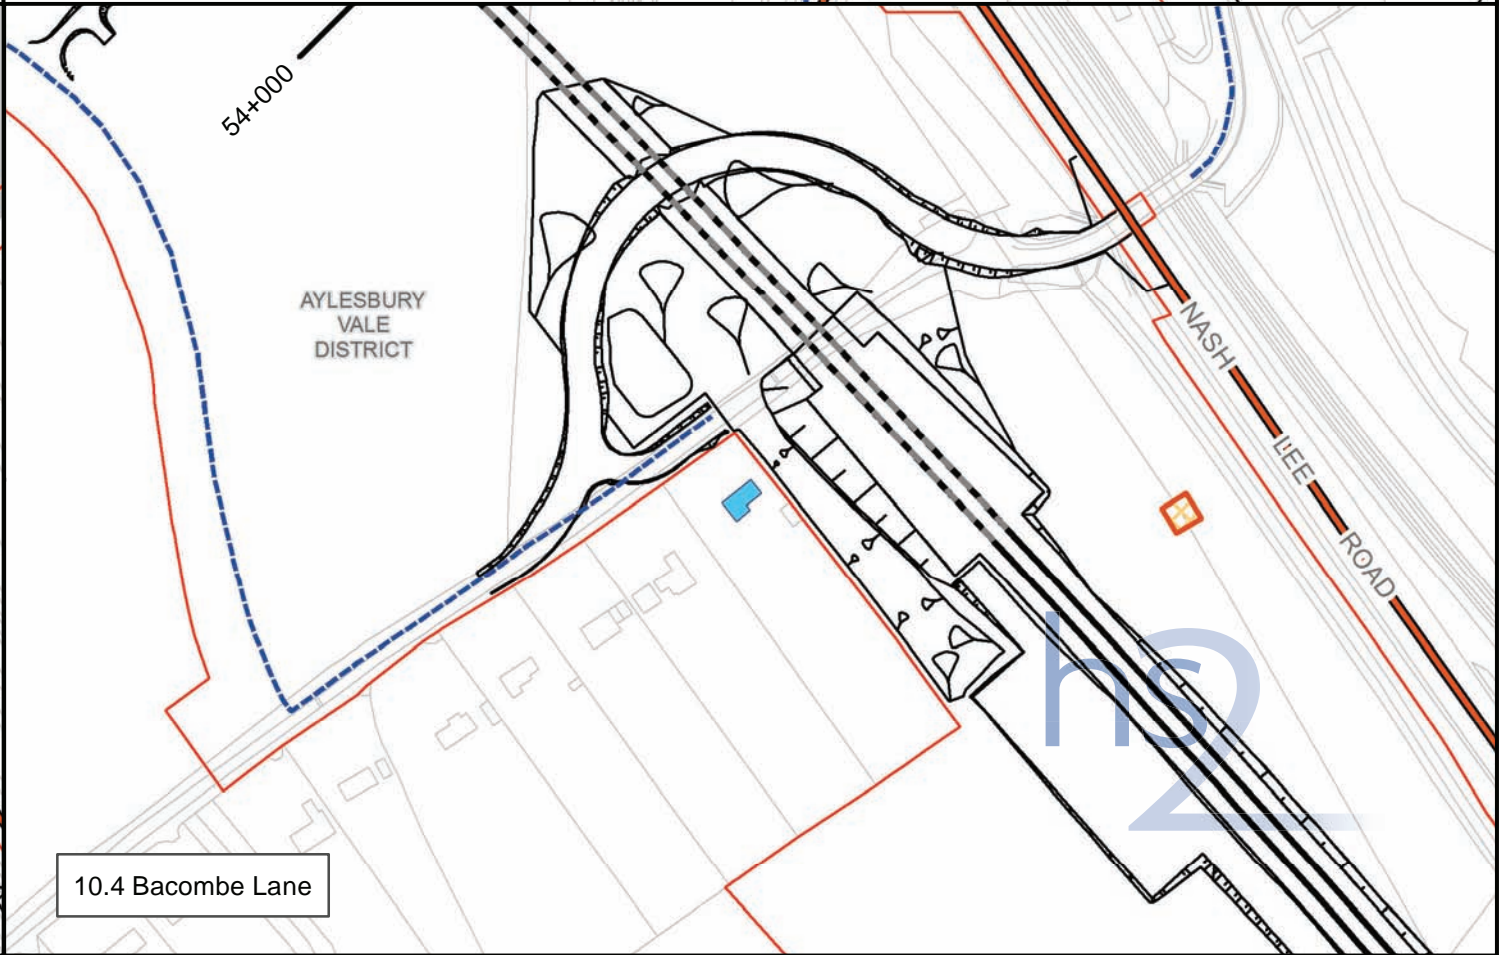 54+000
AYLESBURY
VALE
DISTRICT
NASH LEE ROAD
hs2
10.4 Bacombe Lane